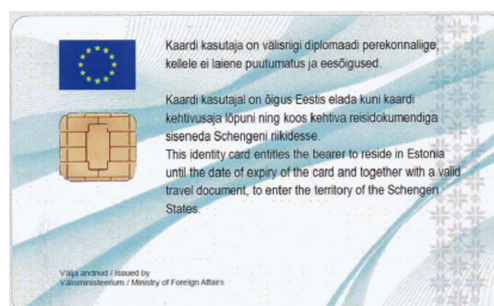 Kaardi kasutaja on välisriigi diplomaadi perekonnaliige,
kellele ei laiene puutumatus ja eesõigused.
Kaardi kasutajal on õigus Eestis elada kuni kaardi
kehtivusaja lõpuni ning koos kehtiva reisidokumendiga
siseneda Schengeni riikidesse.
This identity card entitles the bearer to reside in Estonia
until the date of expiry of the card and together with a valid
travel document, to enter the territory of the Schengen
States.
Välja andnud / Issued by
Välisministeerium / Ministry of Foreign Affairs